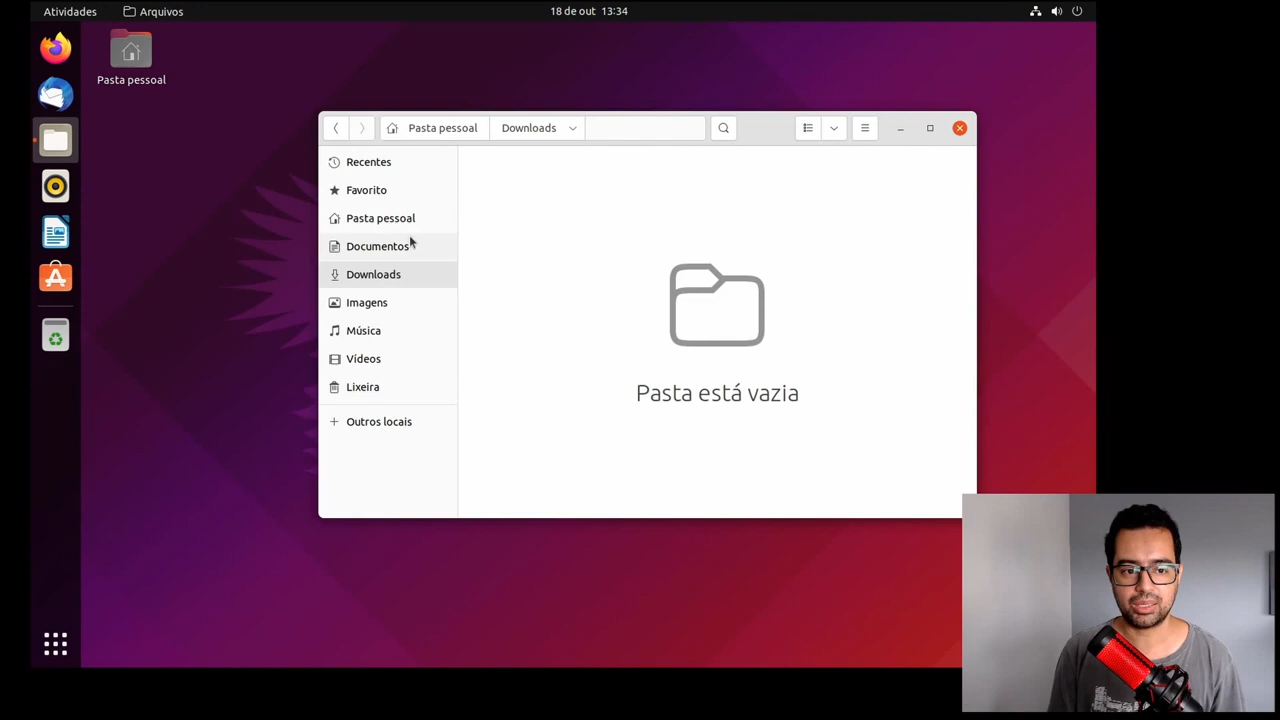 Atividades
Arquivos
18 de out 13:34
Pasta pessoal
Pasta pessoal
Downloads
Recentes
Favorito
Pasta pessoal
Documentos
Downloads
Imagens
Música
Vídeos
Lixeira
Outros locais
Pasta está vazia